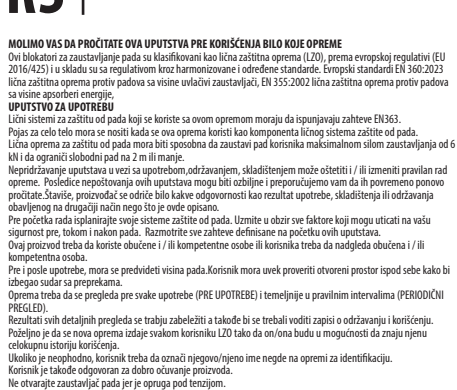 RS |
MOLIMO VAS DA PROČITATE OVA UPUTSTVA PRE KORIŠĆENJA BILO KOJE OPREME
Ovi blokatori za zaustavljanje pada su klasifikovani kao lična zaštitna oprema (LZO), prema evropskoj regulativi (EU
2016/425) i u skladu su sa regulativom kroz harmonizovane i određene standarde. Evropski standardi EN 360:2023
lična zaštitna oprema protiv padova sa visine uvlačivi zaustavljači, EN 355:2002 lična zaštitna oprema protiv padova
sa visine apsorberi energije,
UPUTSTVO ZA UPOTREBU
Lični sistemi za zaštitu od pada koji se koriste sa ovom opremom moraju da ispunjavaju zahteve EN363.
Pojas za celo telo mora se nositi kada se ova oprema koristi kao komponenta ličnog sistema zaštite od pada.
Lična oprema za zaštitu od pada mora biti sposobna da zaustavi pad korisnika maksimalnom silom zaustavljanja od 6
kN i da ograniči slobodni pad na 2 m ili manje.
Nepridržavanje uputstava u vezi sa upotrebom,održavanjem, skladištenjem može oštetiti i / ili izmeniti pravilan rad
opreme. Posledice nepoštovanja ovih uputstava mogu biti ozbiljne i preporučujemo vam da ih povremeno ponovo
pročitate.Štaviše, proizvođač se odriče bilo kakve odgovornosti kao rezultat upotrebe, skladištenja ili održavanja
obavljenog na drugačiji način nego što je ovde opisano.
Pre početka rada isplanirajte svoje sisteme zaštite od pada. Uzmite u obzir sve faktore koji mogu uticati na vašu
sigurnost pre, tokom i nakon pada. Razmotrite sve zahteve definisane na početku ovih uputstava.
Ovaj proizvod treba da koriste obučene i / ili kompetentne osobe ili korisnika treba da nadgleda obučena i / ili
kompetentna osoba.
Pre i posle upotrebe, mora se predvideti visina pada.Korisnik mora uvek proveriti otvoreni prostor ispod sebe kako bi
izbegao sudar sa preprekama.
Oprema treba da se pregleda pre svake upotrebe (PRE UPOTREBE) i temeljnije u pravilnim intervalima (PERIODIČNI
PREGLED).
Rezultati svih detaljnih pregleda se trabju zabeležiti a takođe bi se trebali voditi zapisi o održavanju i korišćenju.
Poželjno je da se nova oprema izdaje svakom korisniku LZO tako da on/ona budu u mogućnosti da znaju njenu
celokupnu istoriju korišćenja.
Ukoliko je neophodno, korisnik treba da označi njegovo/njeno ime negde na opremi za identifikaciju.
Korisnik je takođe odgovoran za dobro očuvanje proizvoda.
Ne otvarajte zaustavljač pada jer je opruga pod tenzijom.